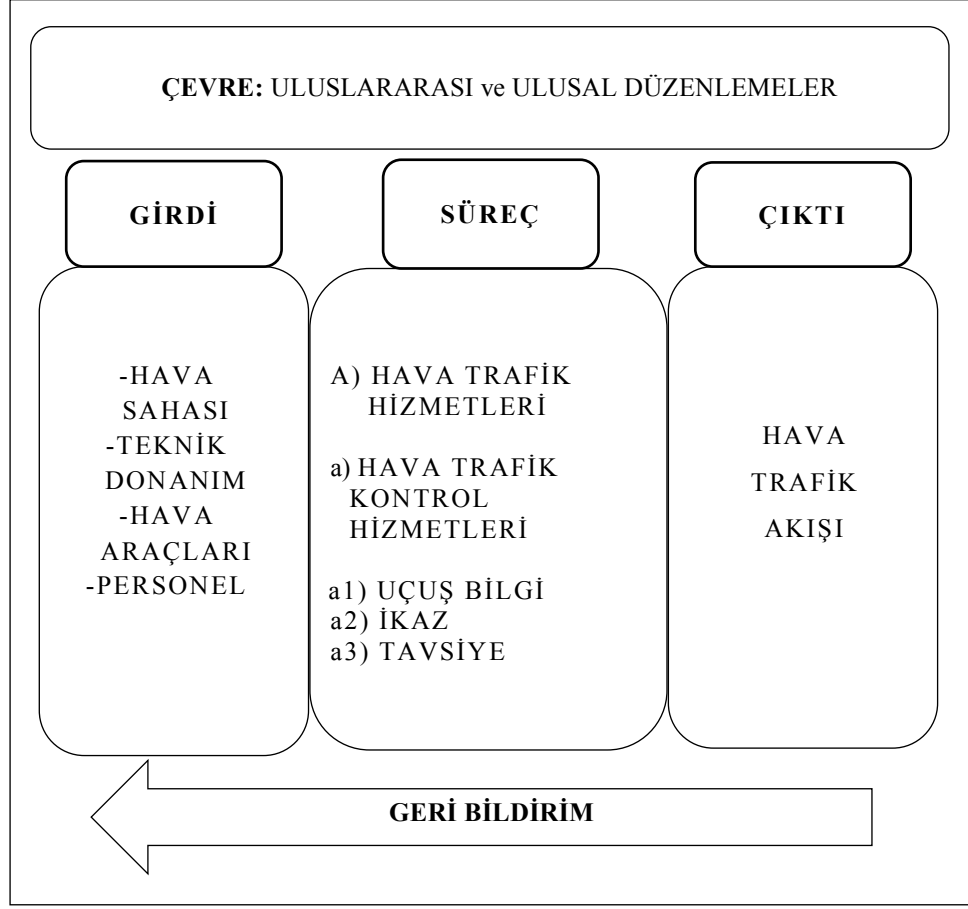 ÇEVRE: ULUSLARARASI ve ULUSAL DÜZENLEMELER
GİRDİ
-HAVA
SAHASI
-TEKNİK
DONANIM
-HAVA
ARAÇLARI
-PERSONEL
SÜREÇ
A) HAVA TRAFİK
HİZMETLERİ
a) HAVA TRAFİK
KONTROL
HİZMETLERİ
a1) UÇUŞ BİLGİ
a2) İKAZ
a3) TAVSİYE
ÇIKTI
HAVA
TRAFİK
AKIŞI
GERİ BİLDİRİM